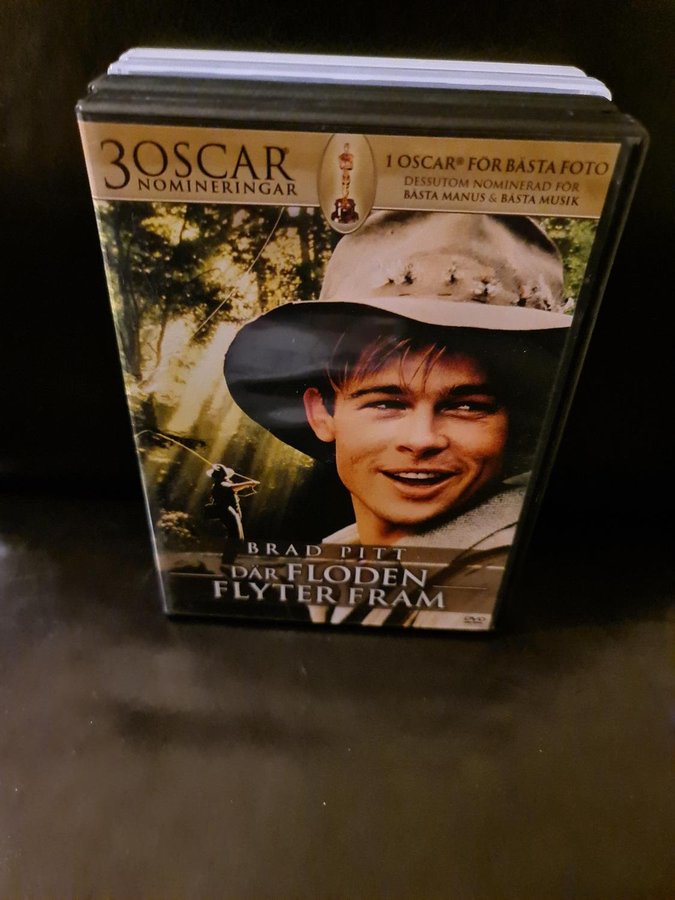 3 OSCAR®
NOMINERINGAR
1 OSCAR® FÖR BÄSTA FOTO
DESSUTOM NOMINERAD FÖR
BÄSTA MANUS & BÄSTA MUSIK
BRAD PITT
DÄR FLODEN
FLYTER FRAM
DVD